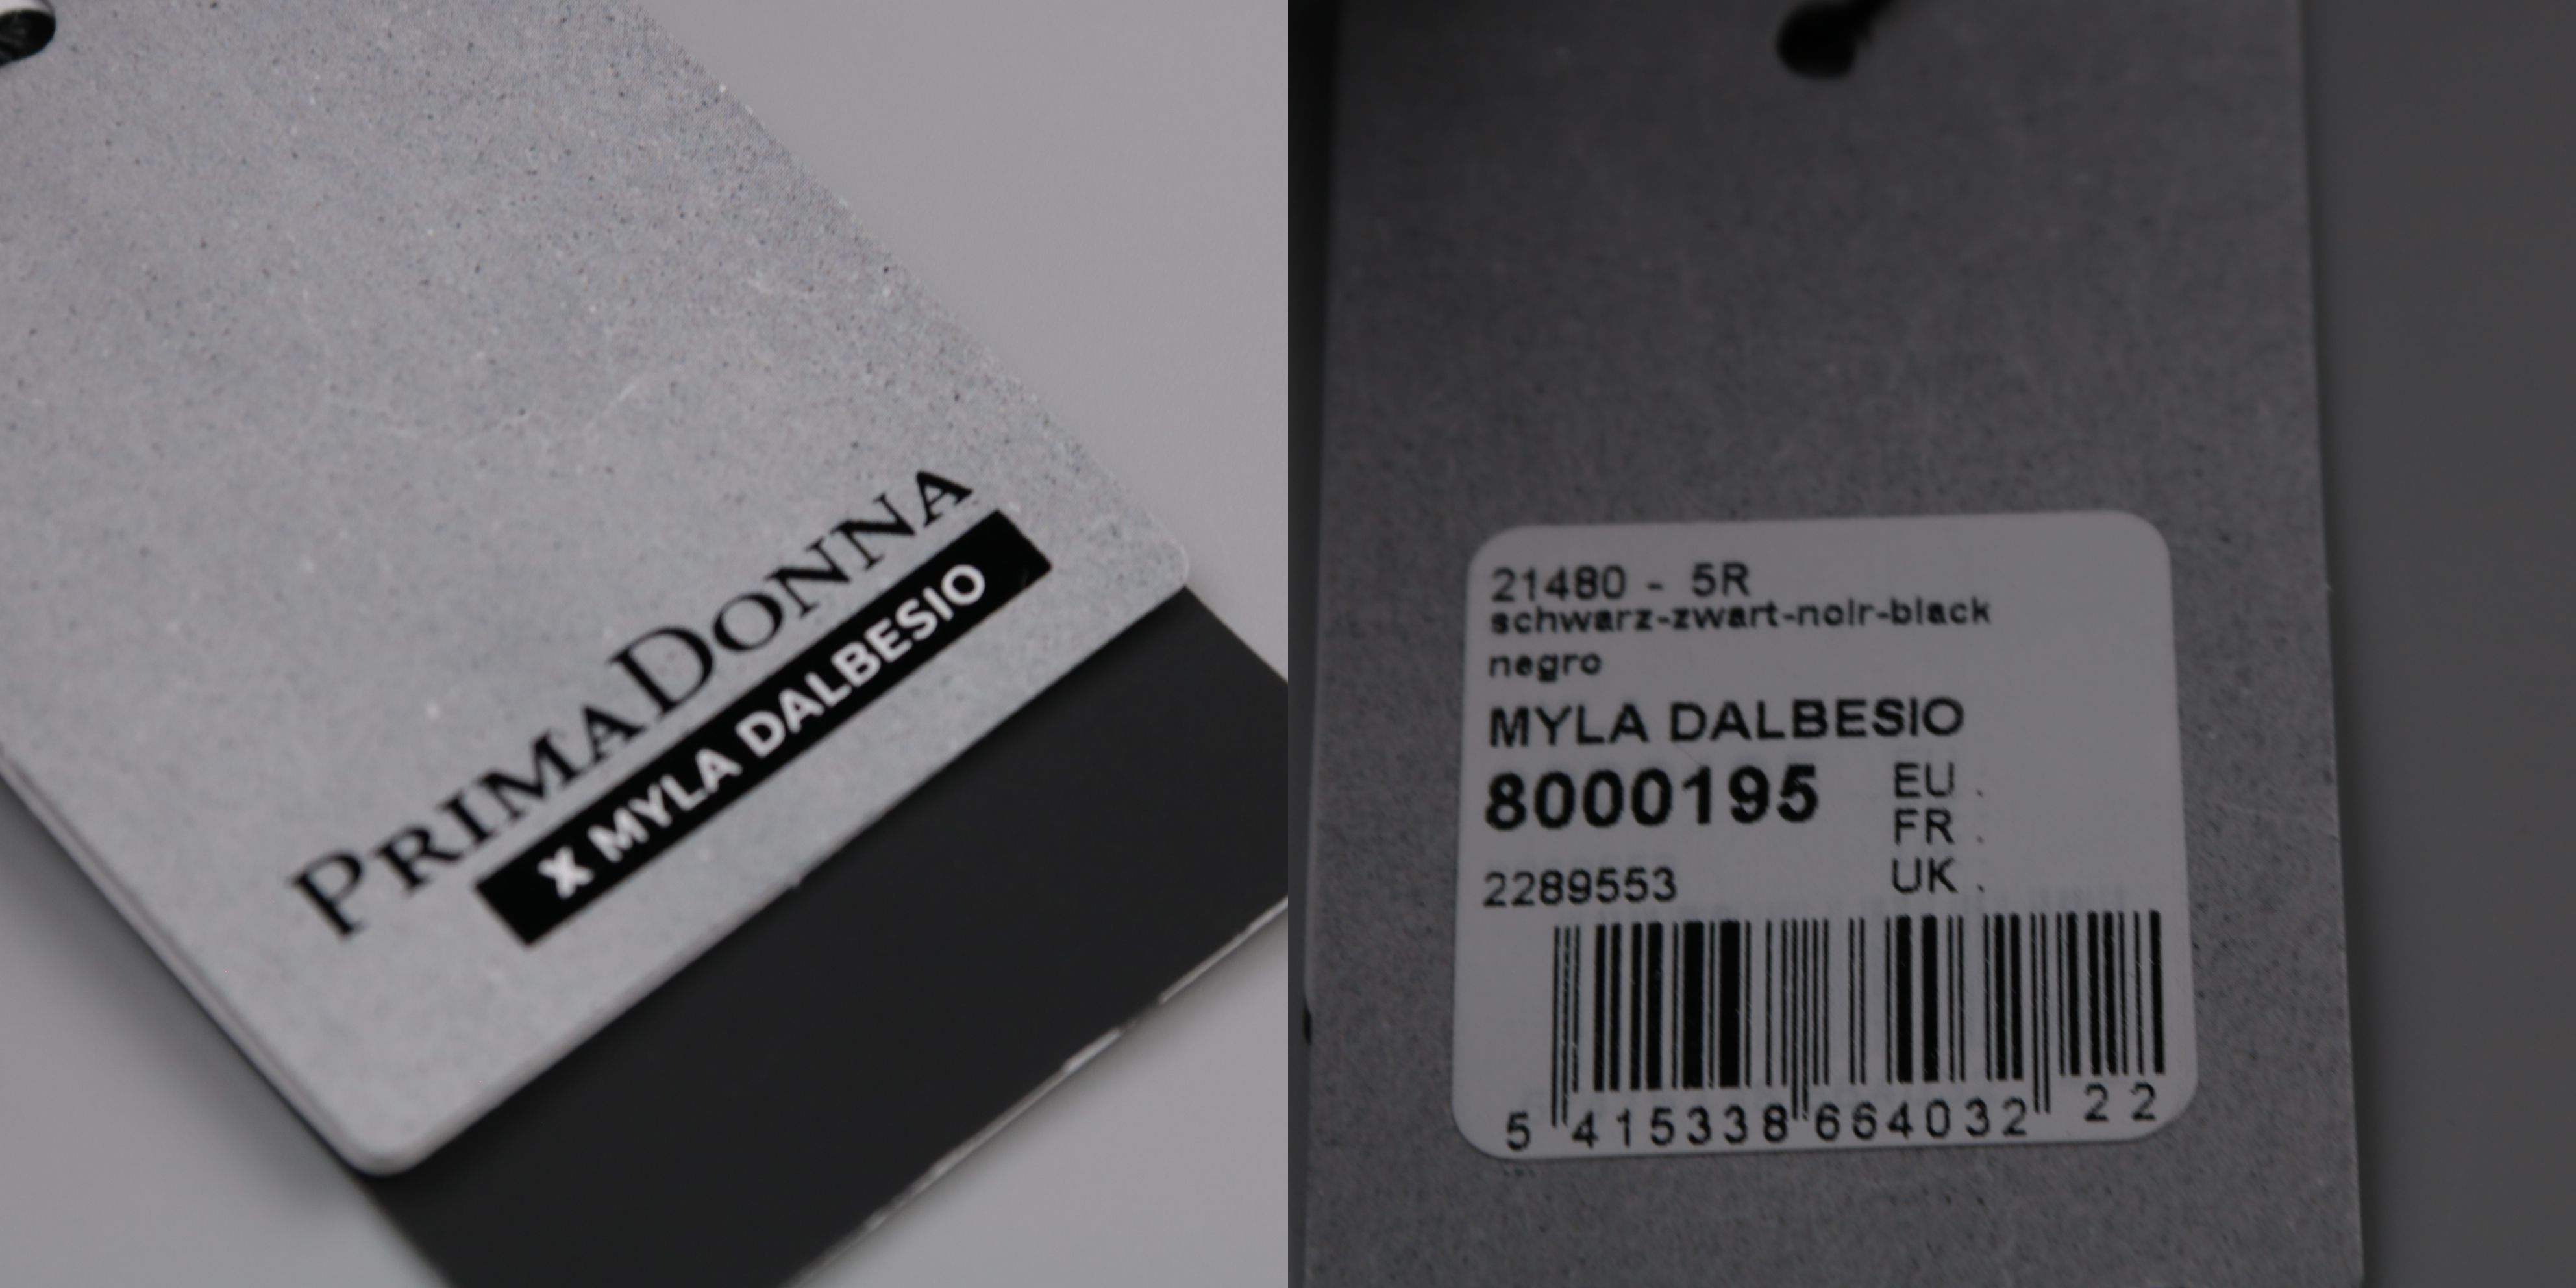 PRIMADONNA
X MYLA DALBESIO
21480 - 5R
schwarz-zwart-noir-black
negro
MYLA DALBESIO
8000195
EU .
FR .
UK .
2289553
5 415338 664032 22